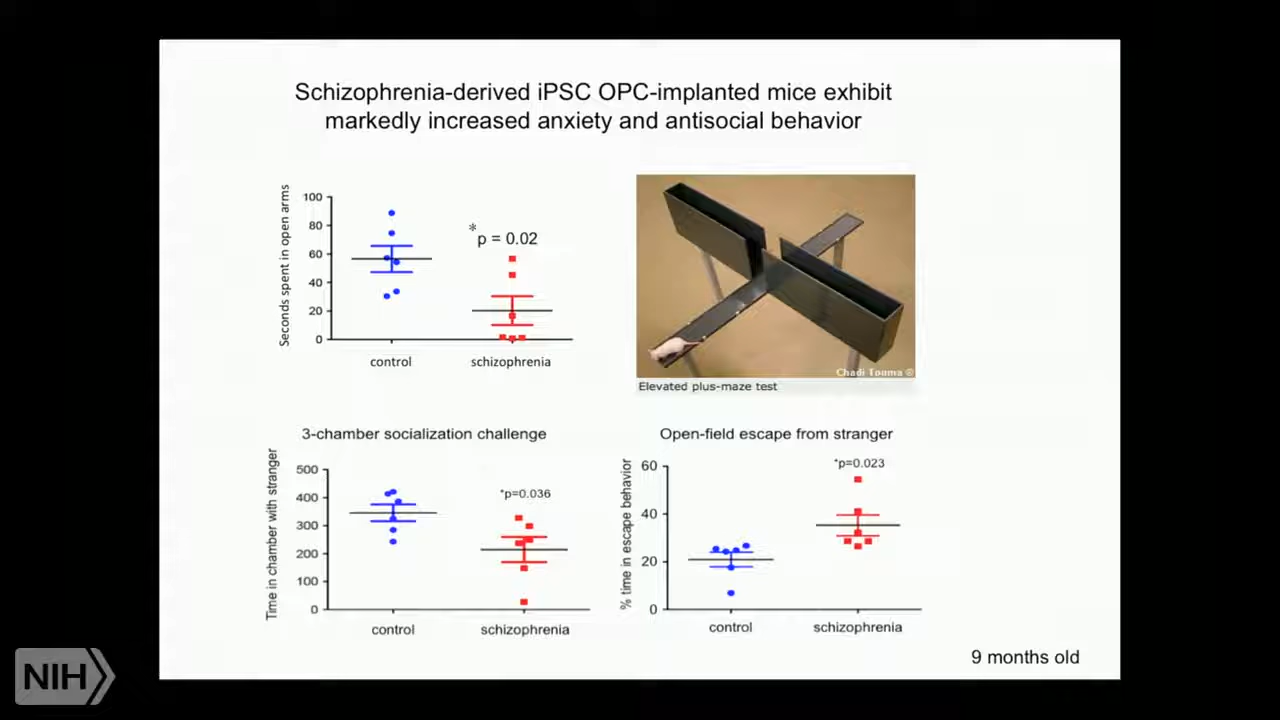 Schizophrenia-derived iPSC OPC-implanted mice exhibit
markedly increased anxiety and antisocial behavior
Seconds spent in open arms
100
80
60
40
20
0
*
p = 0.02
control
schizophrenia
Chadi Touma ©
Elevated plus-maze test
3-chamber socialization challenge
Time in chamber with stranger
500
400
300
200
100
0
*p=0.036
control
schizophrenia
Open-field escape from stranger
% time in escape behavior
60
40
20
0
*p=0.023
control
schizophrenia
9 months old
NIH